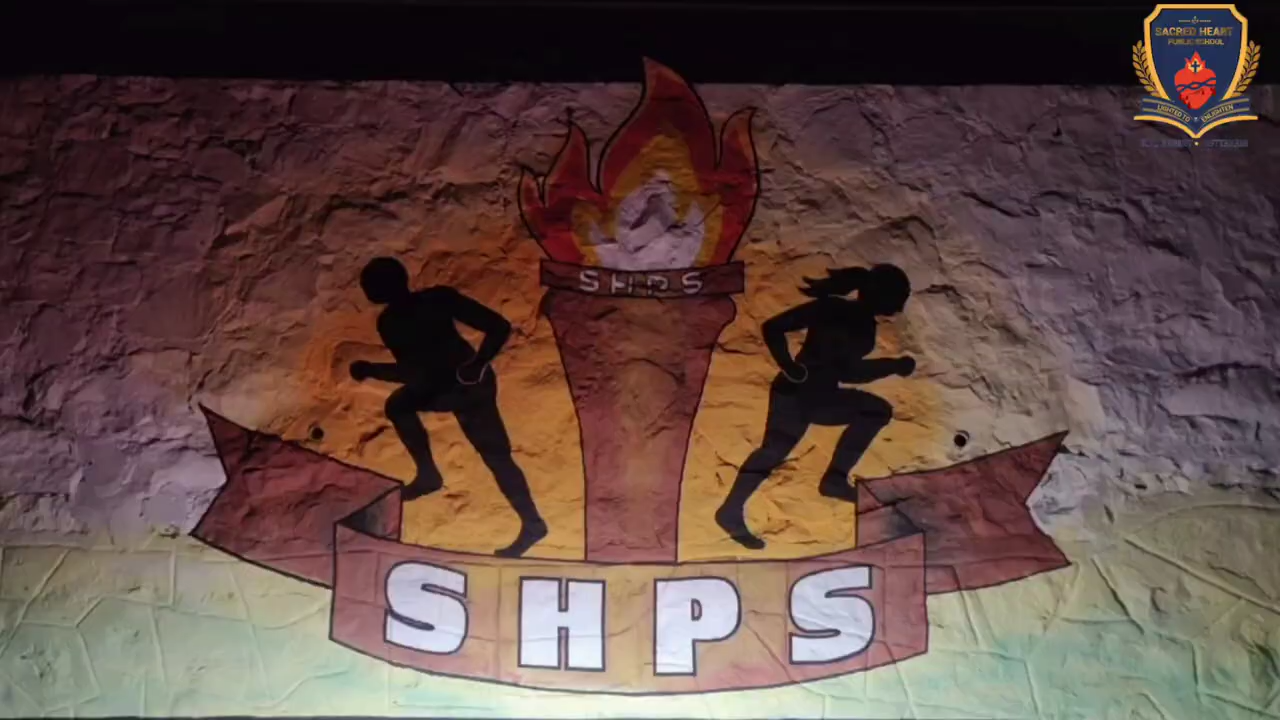 SACRED HEART
PUBLIC SCHOOL
LIGHTED TO ENLIGHTEN
SHPS
SHPS